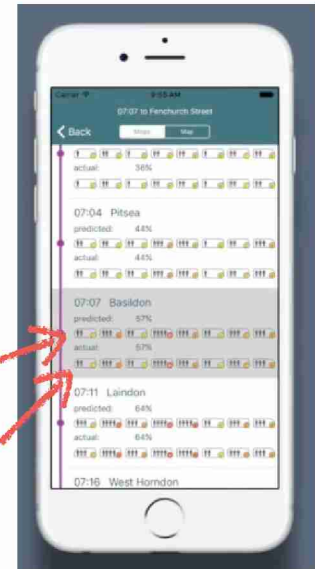 Carrier 9:55 AM
07:07 to Fenchurch Street
Back Stops Map
actual: 36%
07:04 Pitsea
predicted: 44%
actual: 44%
07:07 Basildon
predicted: 57%
actual: 57%
07:11 Laindon
predicted: 64%
actual: 64%
07:16 West Horndon